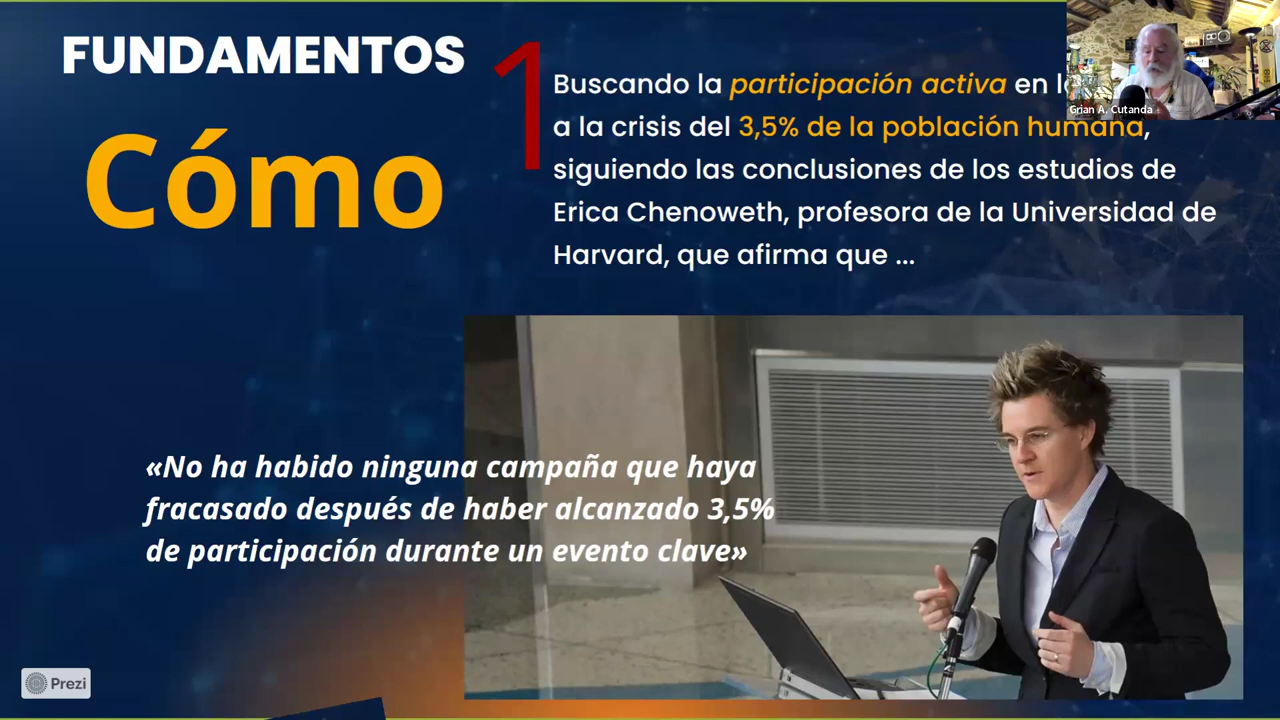 FUNDAMENTOS
Cómo
1
Buscando la participación activa en
a la crisis del 3,5% de la población humana,
siguiendo las conclusiones de los estudios de
Erica Chenoweth, profesora de la Universidad de
Harvard, que afirma que ...
Grian A. Cutanda
«No ha habido ninguna campaña que haya
fracasado después de haber alcanzado 3,5%
de participación durante un evento clave»
Prezi